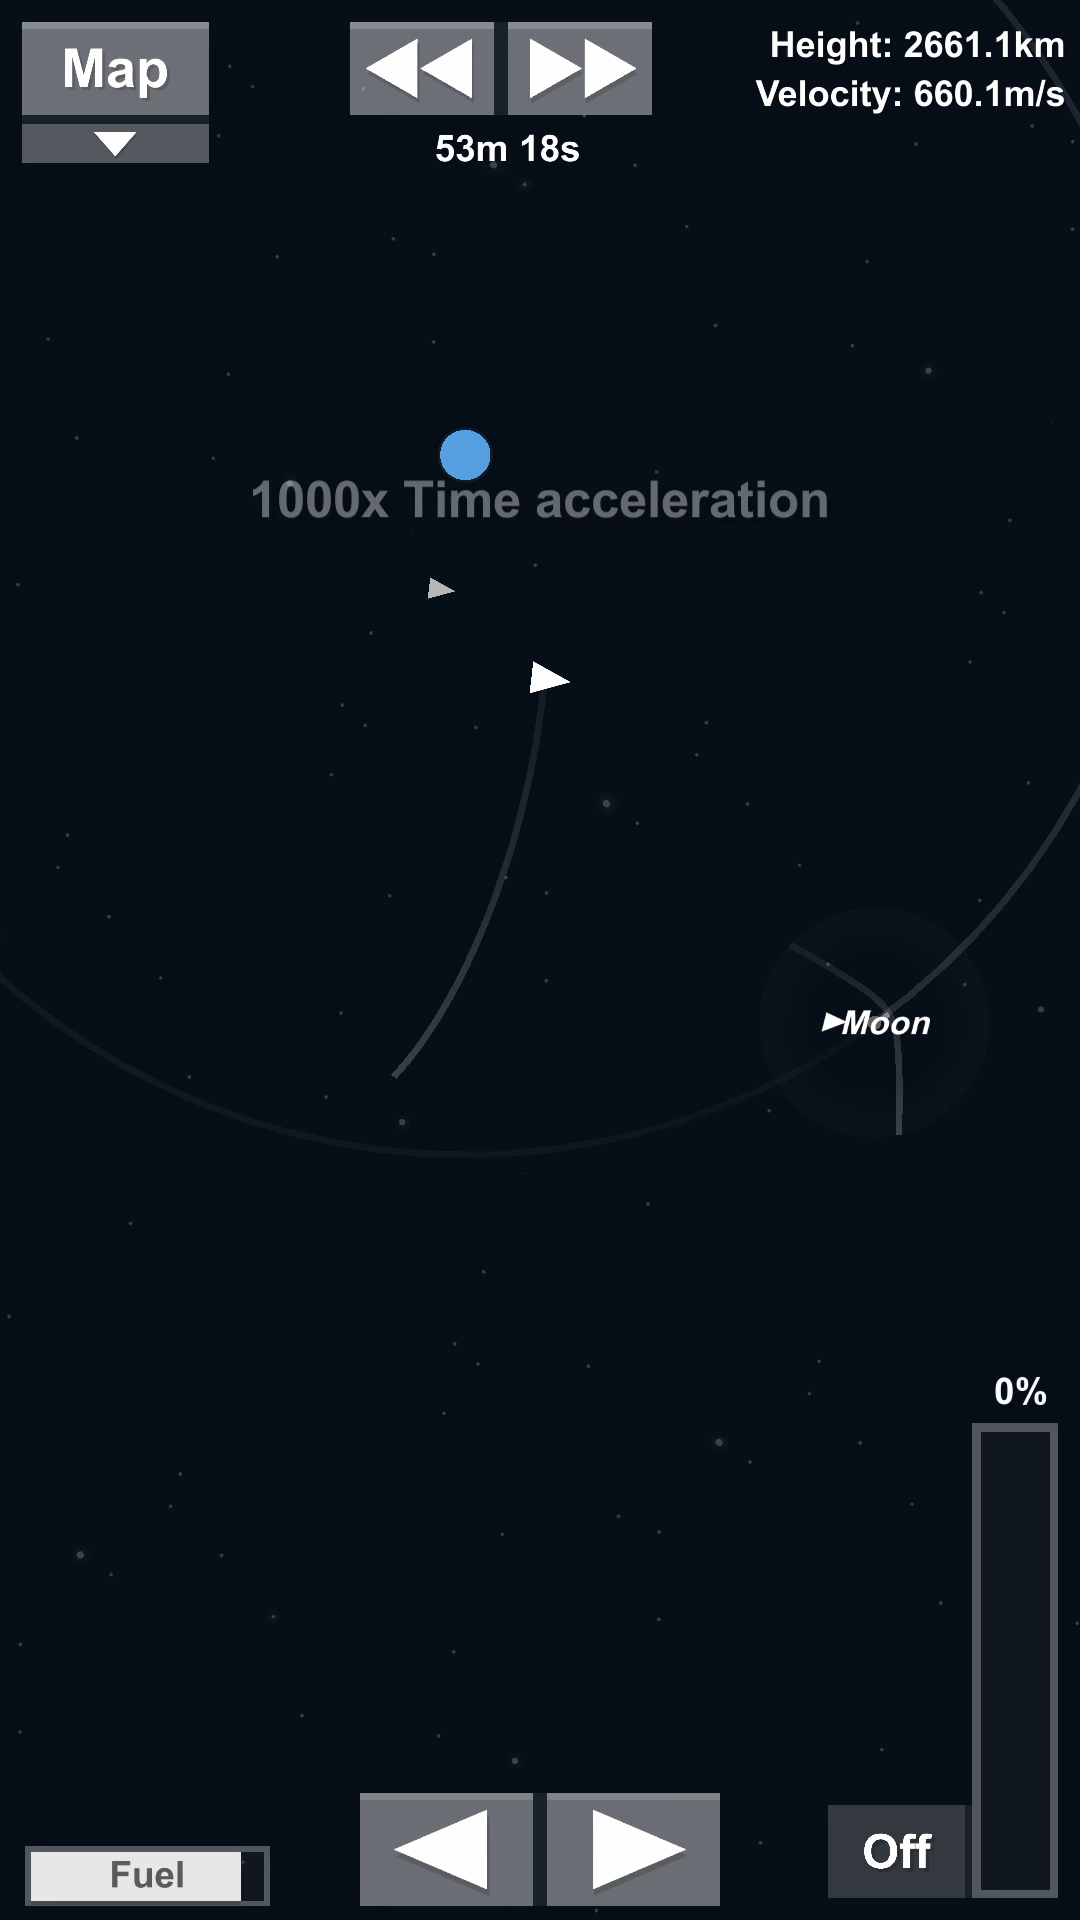 Map
53m 18s
Height: 2661.1km
Velocity: 660.1m/s
1000x Time acceleration
Moon
0%
Off
Fuel